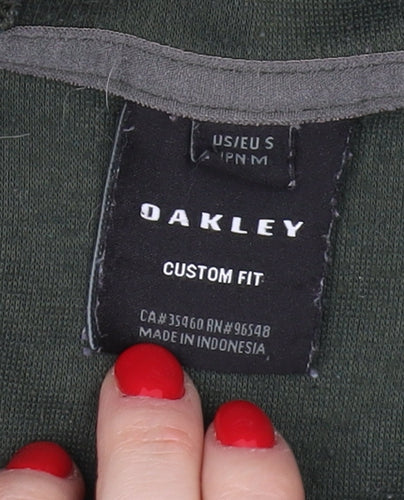 US/EU S
JPN M
OAKLEY
CUSTOM FIT
CA#35460 RN#96548
MADE IN INDONESIA